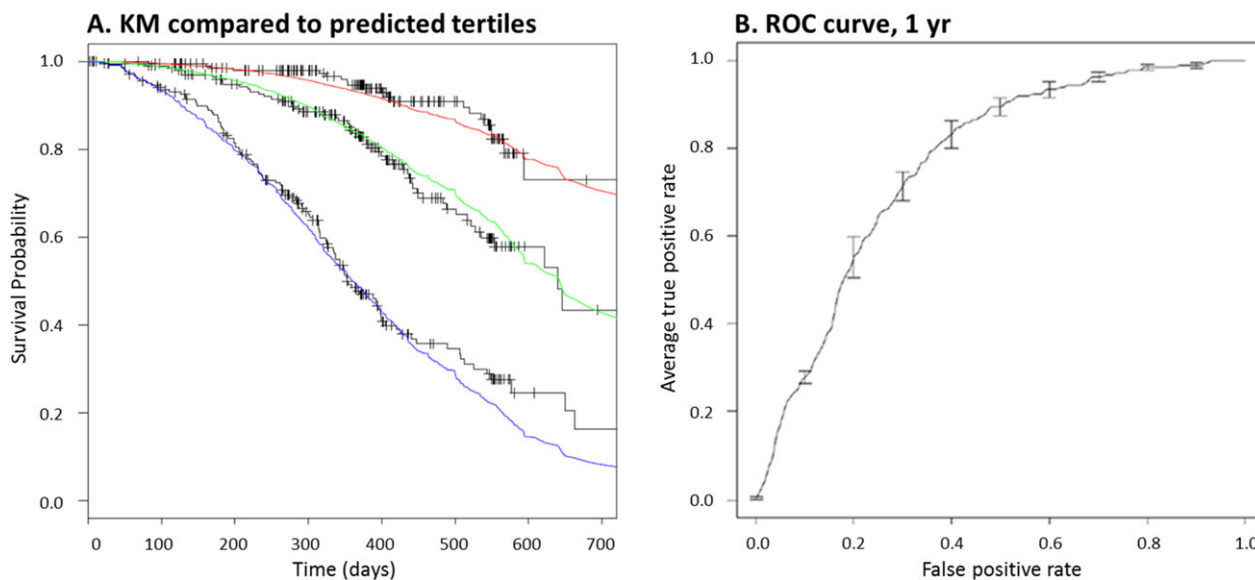 A. KM compared to predicted tertiles
1.0
0.8
0.6
0.4
0.2
0.0
Survival Probability
0 100 200 300 400 500 600 700
Time (days)
B. ROC curve, 1 yr
1.0
0.8
0.6
0.4
0.2
0.0
Average true positive rate
0.0 0.2 0.4 0.6 0.8 1.0
False positive rate